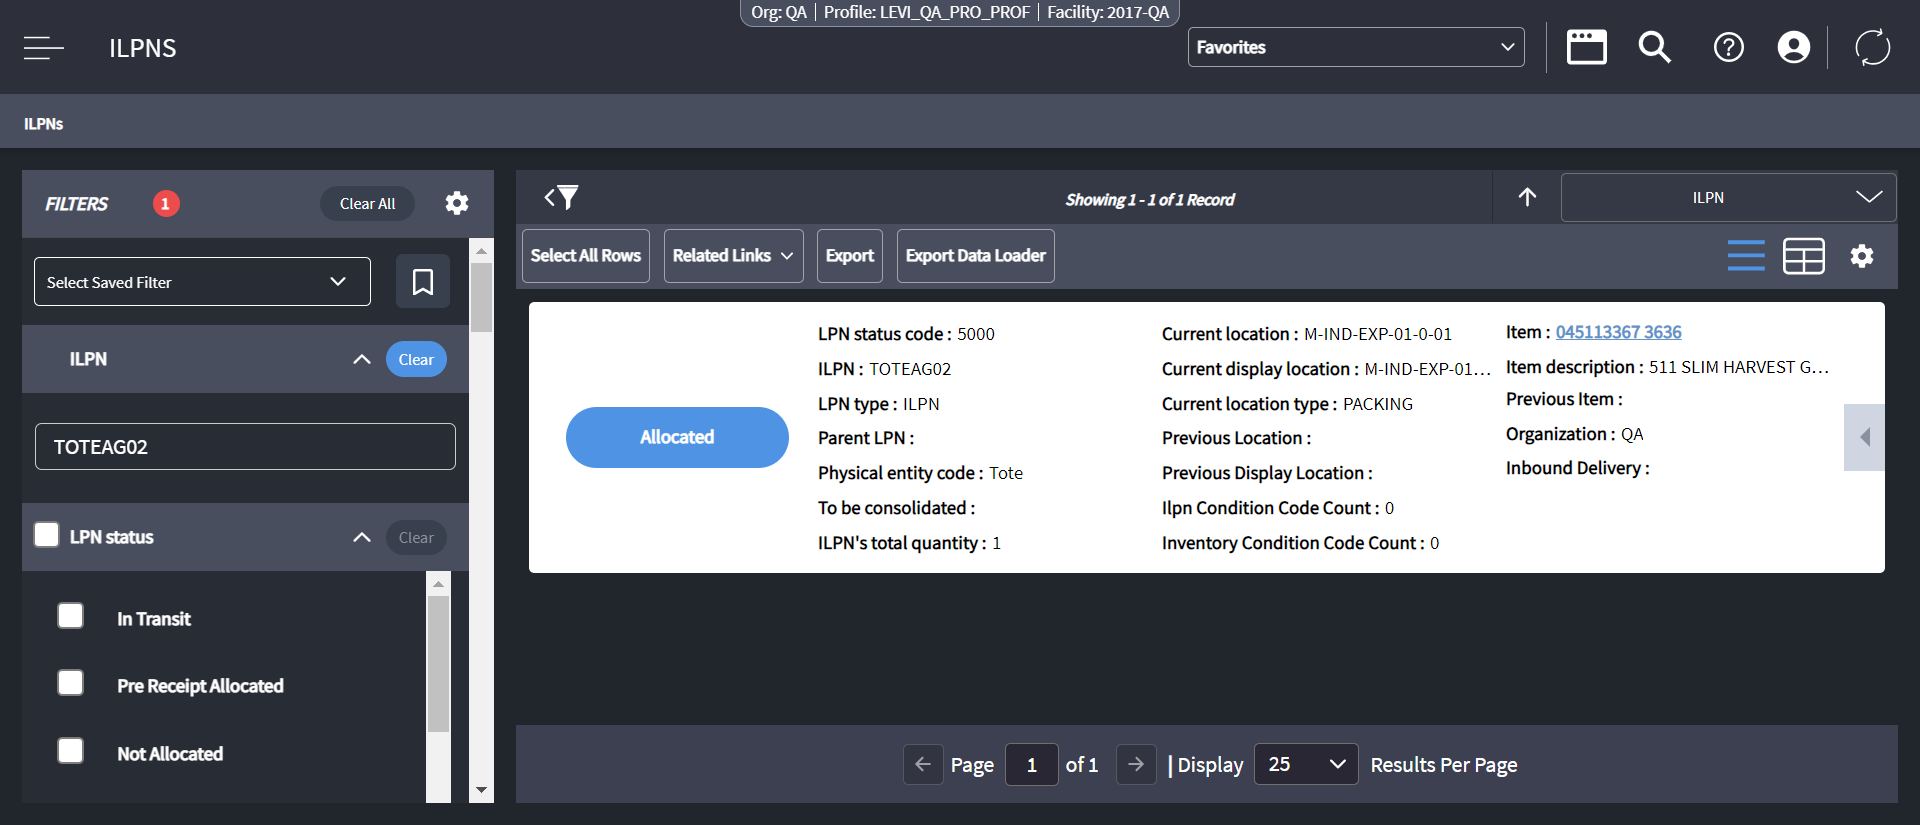 Org: QA | Profile: LEVI_QA_PRO_PROF | Facility: 2017-QA
ILPNS
Favorites
ILPNs
FILTERS 1 Clear All
Select Saved Filter
ILPN Clear
TOTEAG02
LPN status Clear
In Transit
Pre Receipt Allocated
Not Allocated
Showing 1 - 1 of 1 Record
ILPN
Select All Rows Related Links Export Export Data Loader
Allocated
LPN status code : 5000
ILPN : TOTEAG02
LPN type : ILPN
Parent LPN :
Physical entity code : Tote
To be consolidated :
ILPN's total quantity : 1
Current location : M-IND-EXP-01-0-01
Current display location : M-IND-EXP-01...
Current location type : PACKING
Previous Location :
Previous Display Location :
Ilpn Condition Code Count : 0
Inventory Condition Code Count : 0
Item : 045113367 3636
Item description : 511 SLIM HARVEST G...
Previous Item :
Organization : QA
Inbound Delivery :
Page 1 of 1 | Display 25 Results Per Page